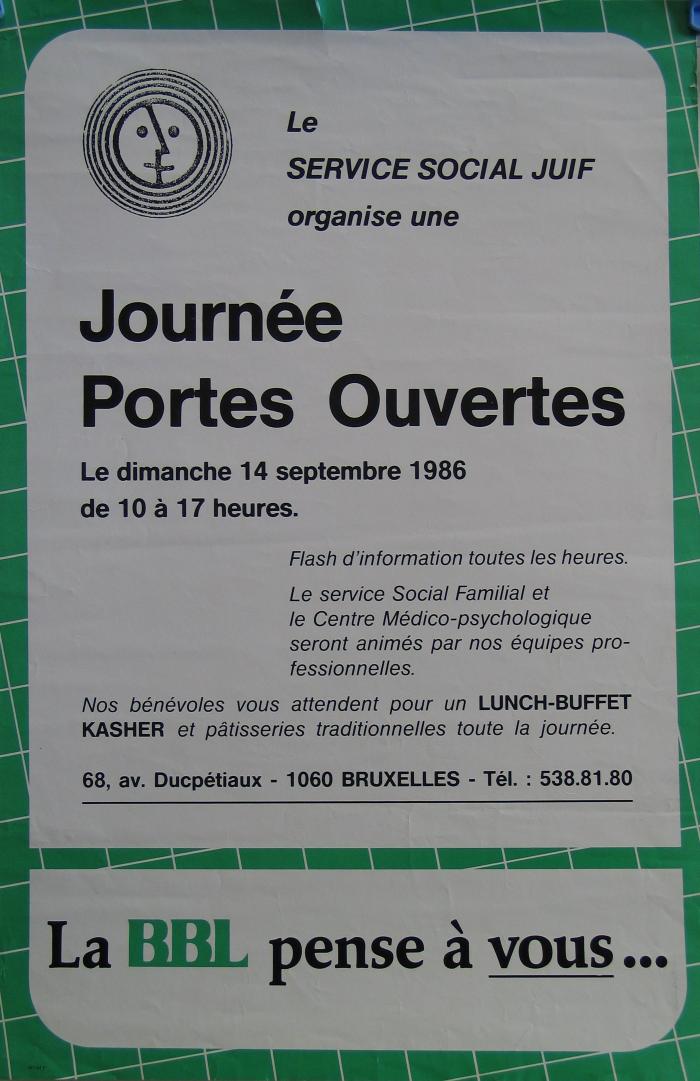 Le
SERVICE SOCIAL JUIF
organise une
Journée
Portes Ouvertes
Le dimanche 14 septembre 1986
de 10 à 17 heures.
Flash d'information toutes les heures.
Le service Social Familial et
le Centre Médico-psychologique
seront animés par nos équipes pro-
fessionnelles.
Nos bénévoles vous attendent pour un LUNCH-BUFFET
KASHER et pâtisseries traditionnelles toute la journée.
68, av. Ducpétiaux - 1060 BRUXELLES - Tél. : 538.81.80
La BBL pense à vous...